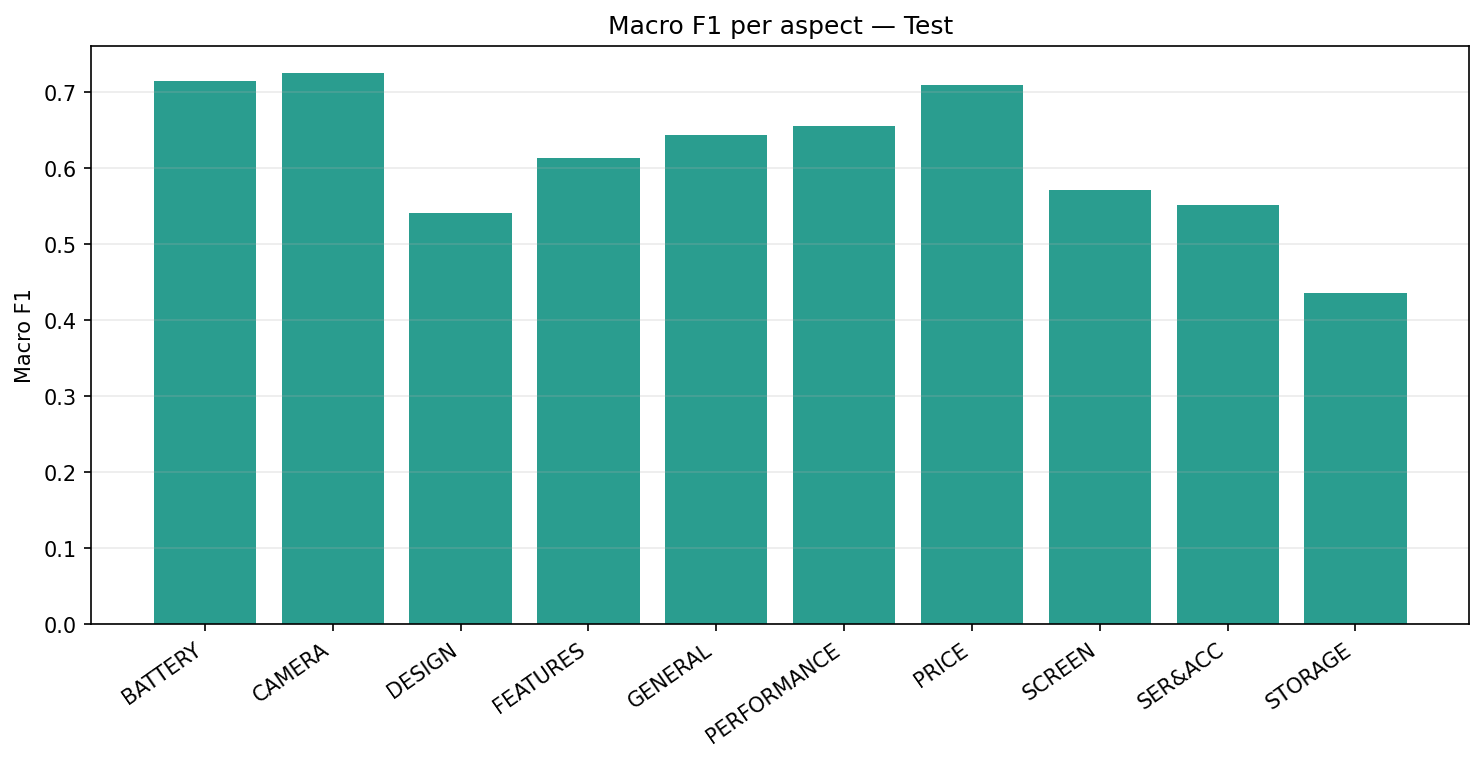 Macro F1 per aspect — Test
Macro F1
0.7
0.6
0.5
0.4
0.3
0.2
0.1
0.0
BATTERY
CAMERA
DESIGN
FEATURES
GENERAL
PERFORMANCE
PRICE
SCREEN
SER&ACC
STORAGE